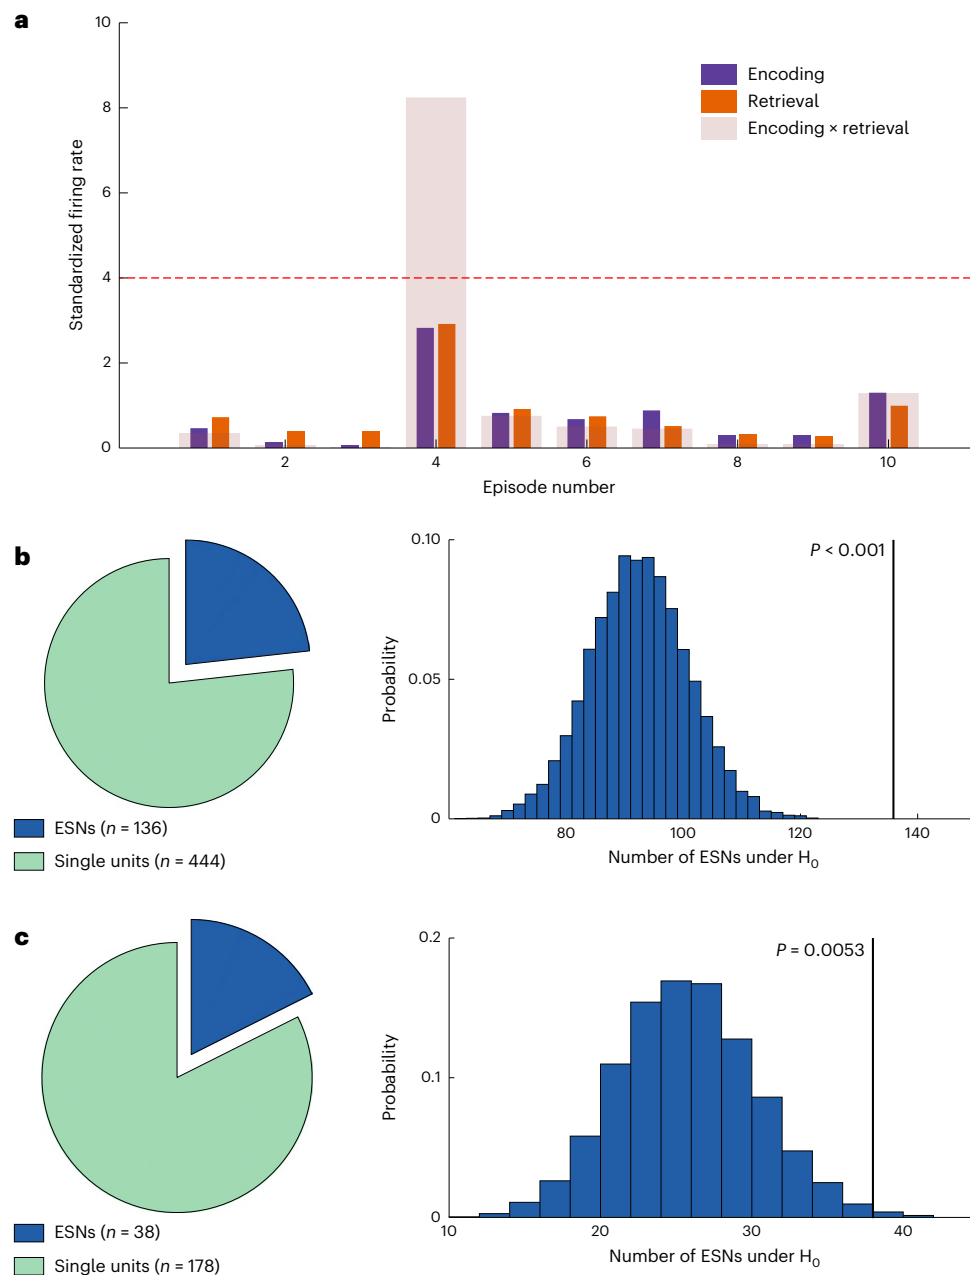 a
10
8
6
4
2
0
Standardized firing rate
Encoding
Retrieval
Encoding × retrieval
2
4
6
8
10
Episode number
b
ESNs (n = 136)
Single units (n = 444)
0.10
0.05
0
Probability
P < 0.001
80
100
120
140
Number of ESNs under H0
c
ESNs (n = 38)
Single units (n = 178)
0.2
0.1
0
Probability
P = 0.0053
10
20
30
40
Number of ESNs under H0